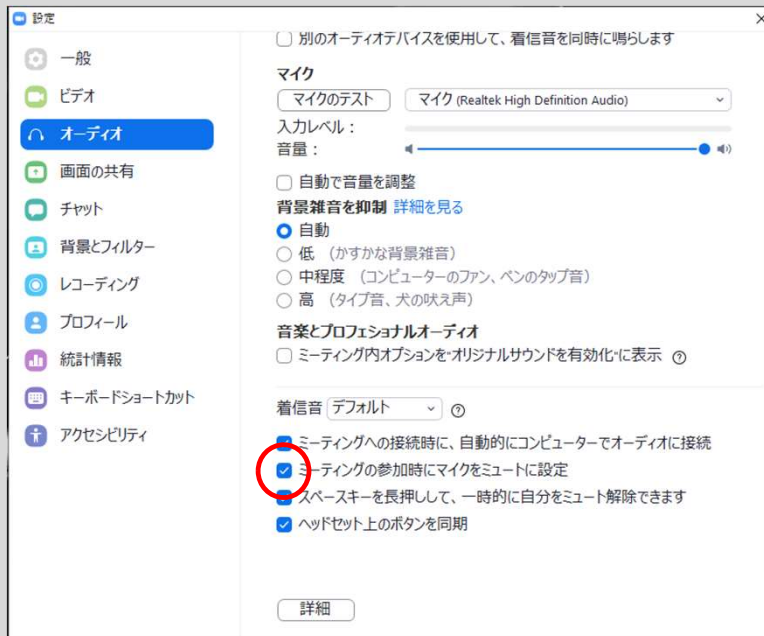 設定
別のオーディオデバイスを使用して、着信音を同時に鳴らします
一般
ビデオ
オーディオ
画面の共有
チャット
背景とフィルター
レコーディング
プロフィール
統計情報
キーボードショートカット
アクセシビリティ
マイク
マイクのテスト
マイク (Realtek High Definition Audio)
入力レベル：
音量：
自動で音量を調整
背景雑音を抑制 詳細を見る
自動
低 （かすかな背景雑音）
中程度 （コンピューターのファン、ペンのタップ音）
高 （タイプ音、犬の吠え声）
音楽とプロフェショナルオーディオ
ミーティング内オプションを"オリジナルサウンドを有効化"に表示 ?
着信音 デフォルト ?
ミーティングへの接続時に、自動的にコンピューターでオーディオに接続
ミーティングの参加時にマイクをミュートに設定
スペースキーを長押しして、一時的に自分をミュート解除できます
ヘッドセット上のボタンを同期
詳細